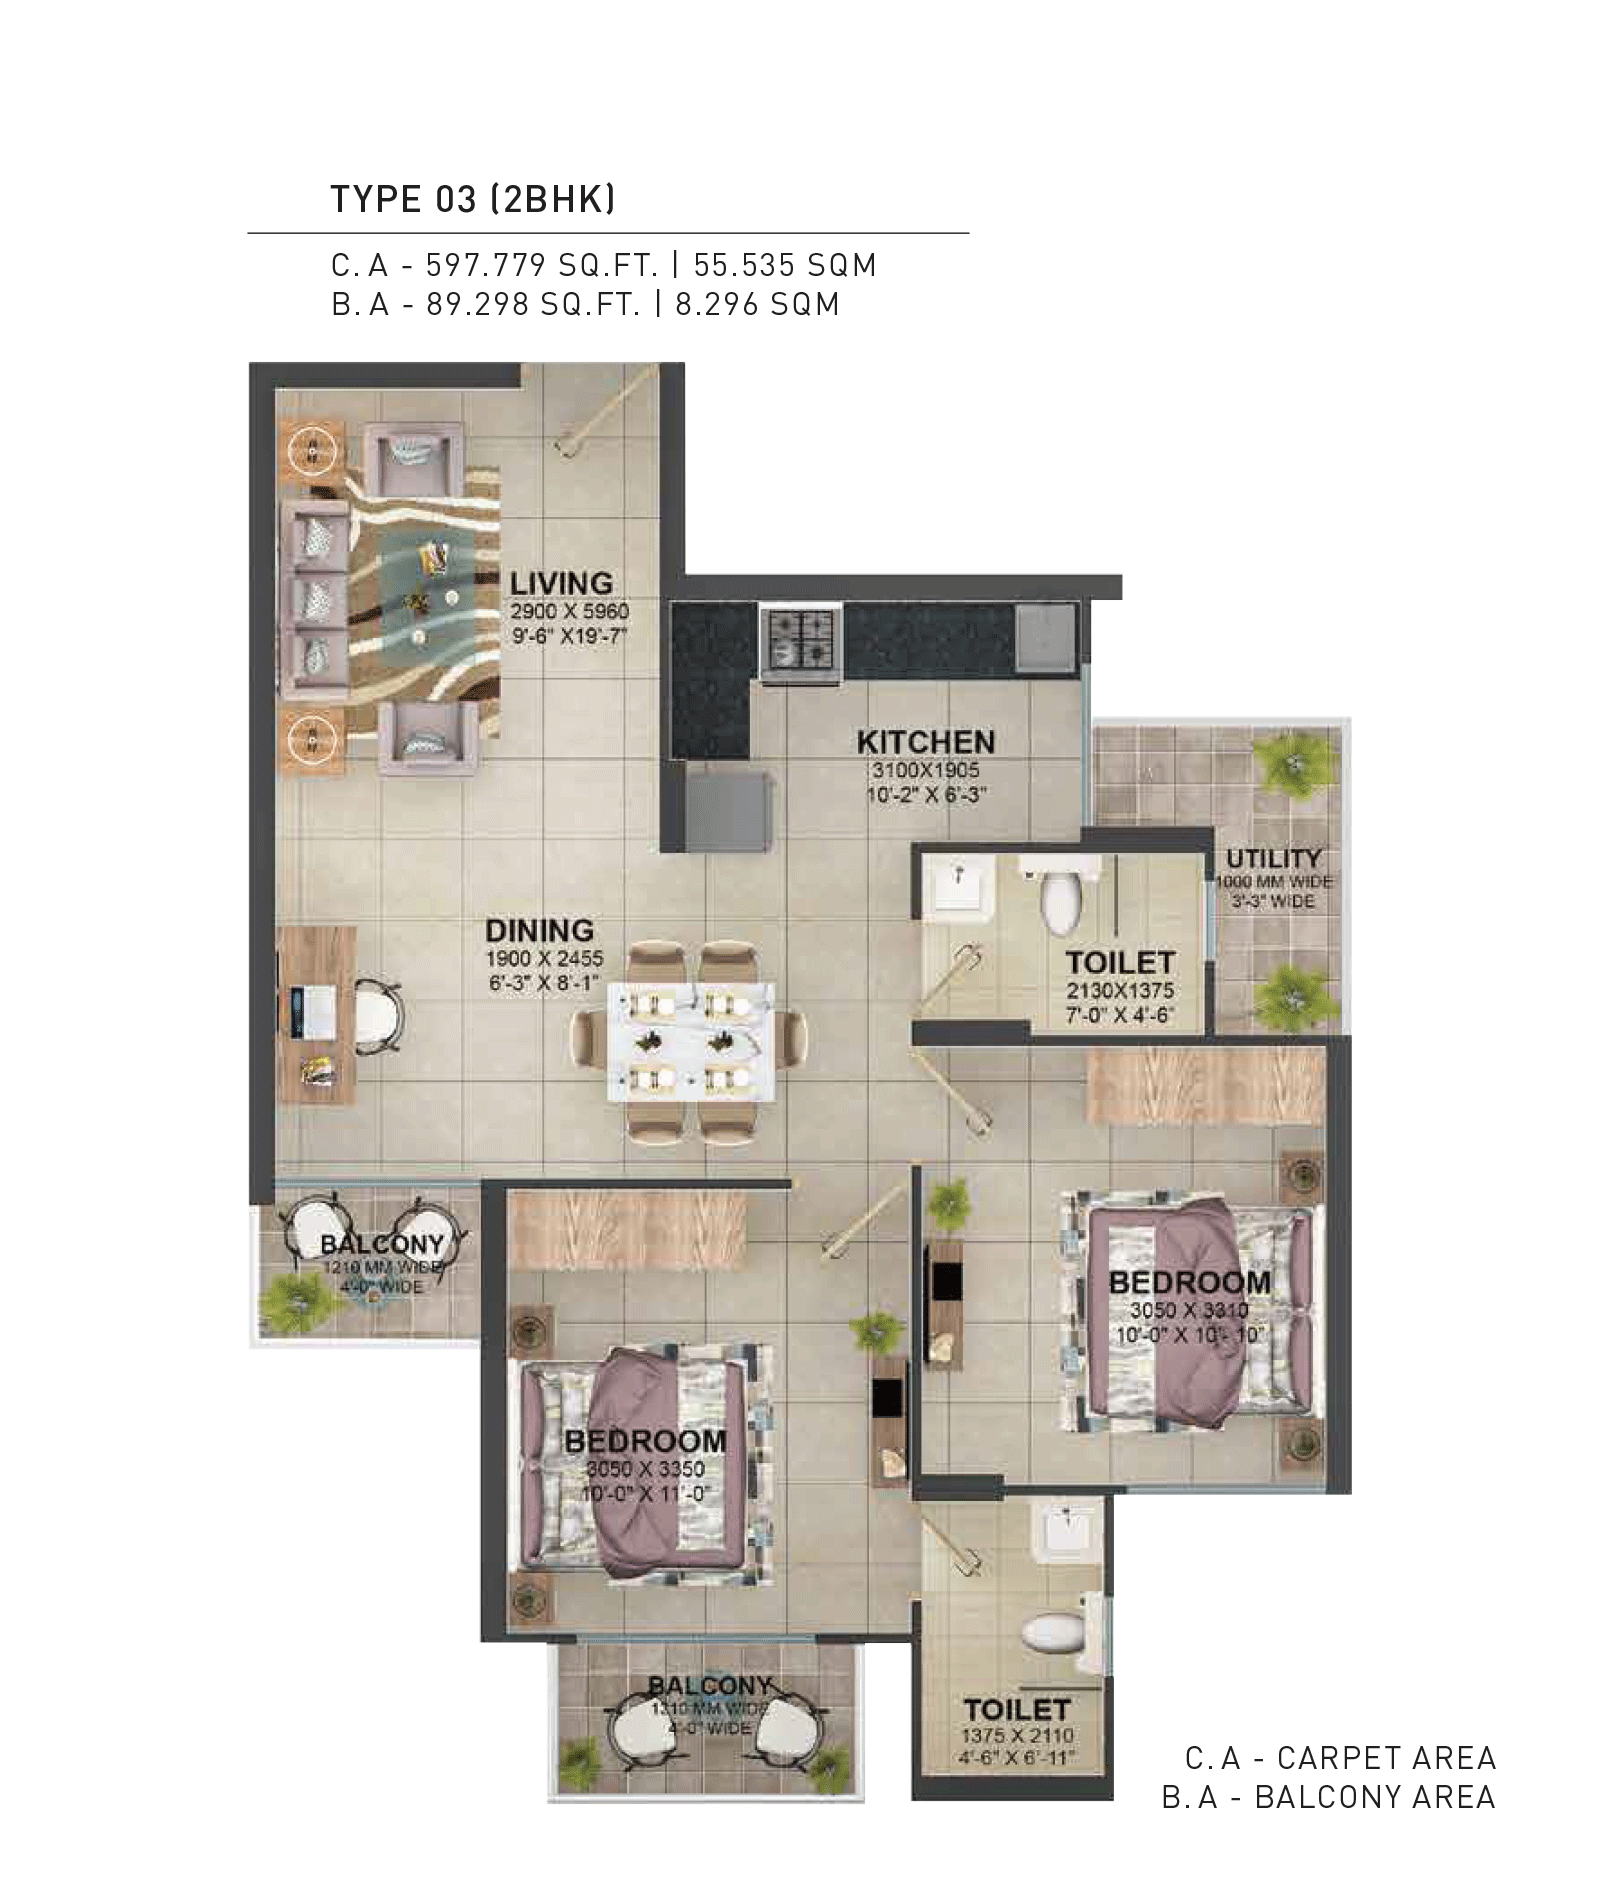 TYPE 03 (2BHK)
C.A - 597.779 SQ.FT. | 55.535 SQM
B.A - 89.298 SQ.FT. | 8.296 SQM
LIVING
2900 X 5960
9'-6" X19'-7"
KITCHEN
3100X1905
10'-2" X 6'-3"
UTILITY
1000 MM WIDE
3'-3" WIDE
DINING
1900 X 2455
6'-3" X 8'-1"
TOILET
2130X1375
7'-0" X 4'-6"
BALCONY
1210 MM WIDE
4'-0" WIDE
BEDROOM
3050 X 3310
10'-0" X 10'- 10"
BEDROOM
3050 X 3350
10'-0" X 11'-0"
BALCONY
1210 MM WIDE
4'-0" WIDE
TOILET
1375 X 2110
4'-6" X 6'-11"
C.A - CARPET AREA
B.A - BALCONY AREA